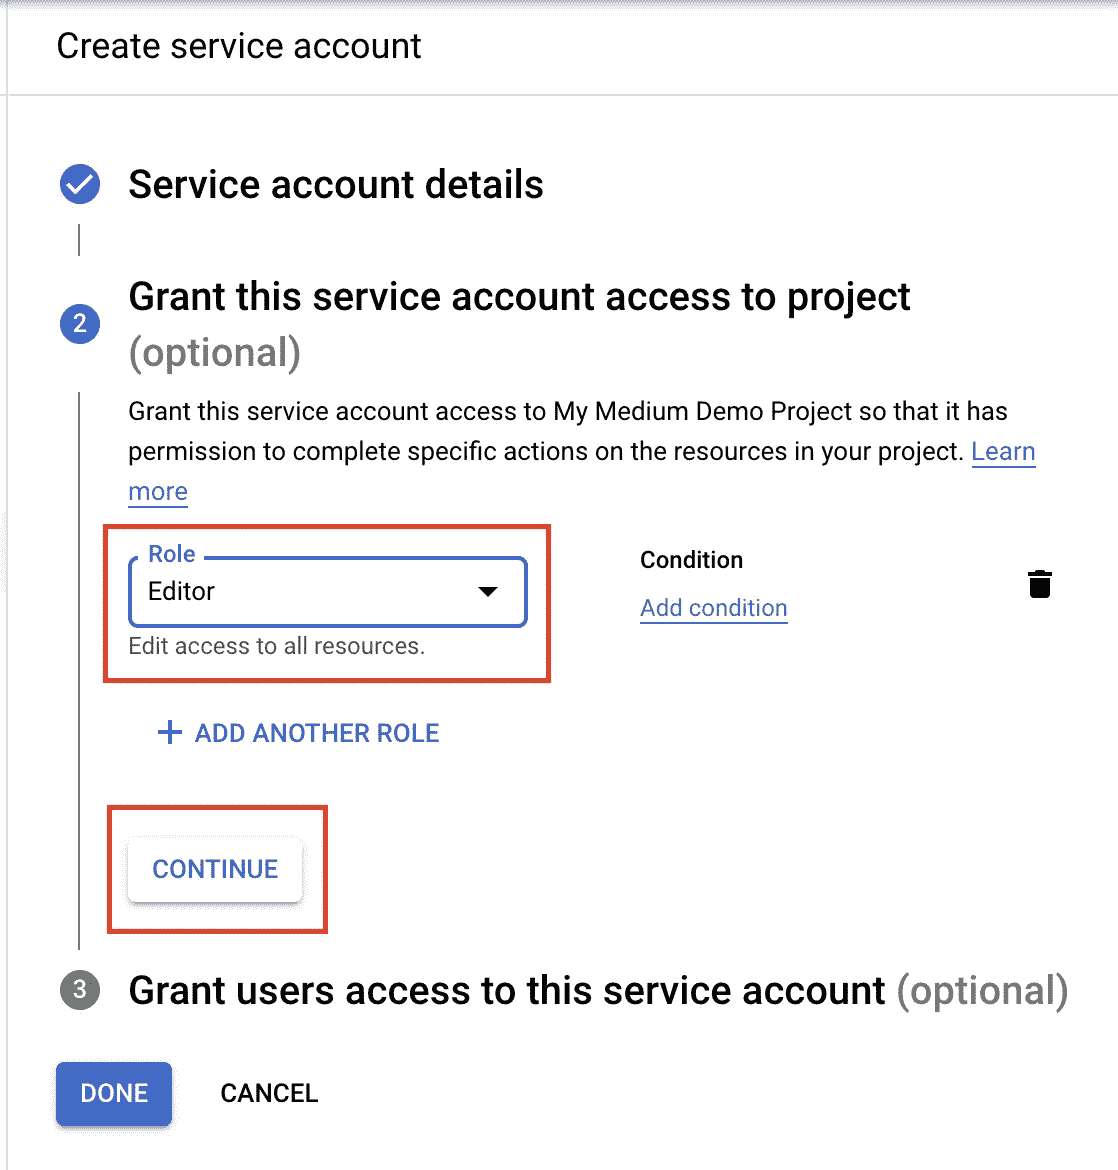 Create service account
Service account details
2
Grant this service account access to project
(optional)
Grant this service account access to My Medium Demo Project so that it has
permission to complete specific actions on the resources in your project. Learn
more
Role
Editor
Edit access to all resources.
Condition
Add condition
+ ADD ANOTHER ROLE
CONTINUE
3
Grant users access to this service account (optional)
DONE
CANCEL